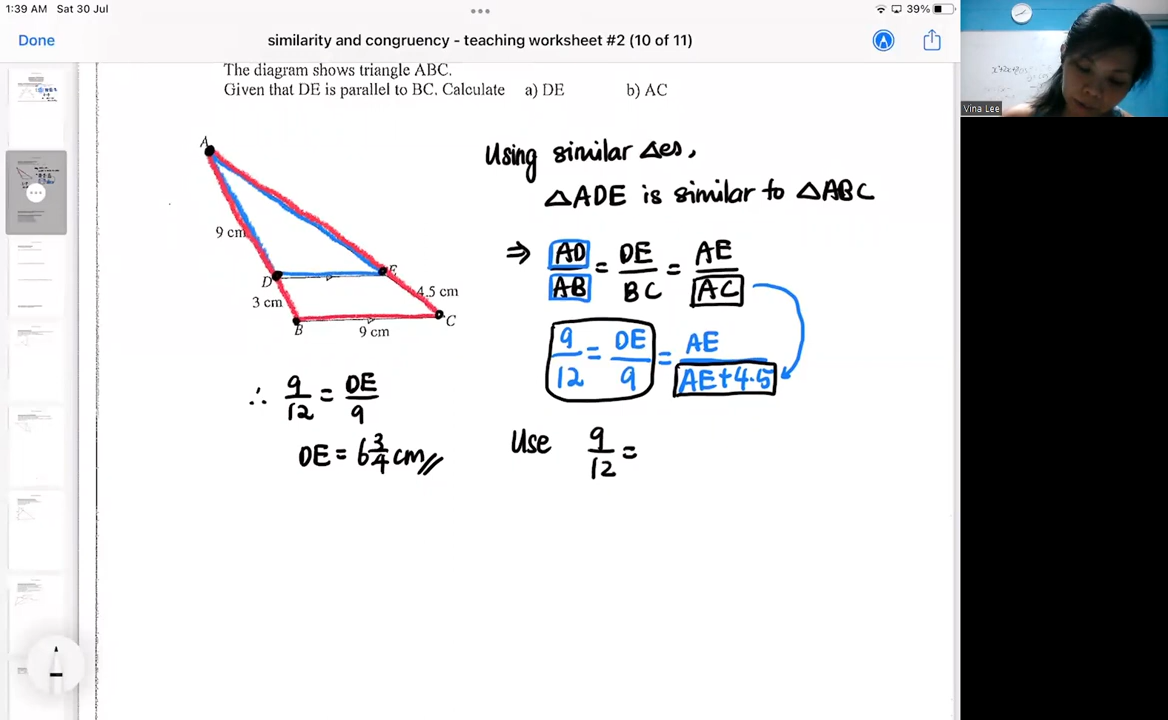 1:39 AM Sat 30 Jul
39%
Done
similarity and congruency - teaching worksheet #2 (10 of 11)
The diagram shows triangle ABC.
Given that DE is parallel to BC. Calculate a) DE b) AC
A
9 cm
D
E
3 cm
4.5 cm
B
9 cm
C
Using similar △es,
△ADE is similar to △ABC
⇒ AD/AB = DE/BC = AE/AC
9/12 = DE/9 = AE/AE+4.5
∴ 9/12 = DE/9
DE = 6 3/4 cm //
Use 9/12 =
Vina Lee